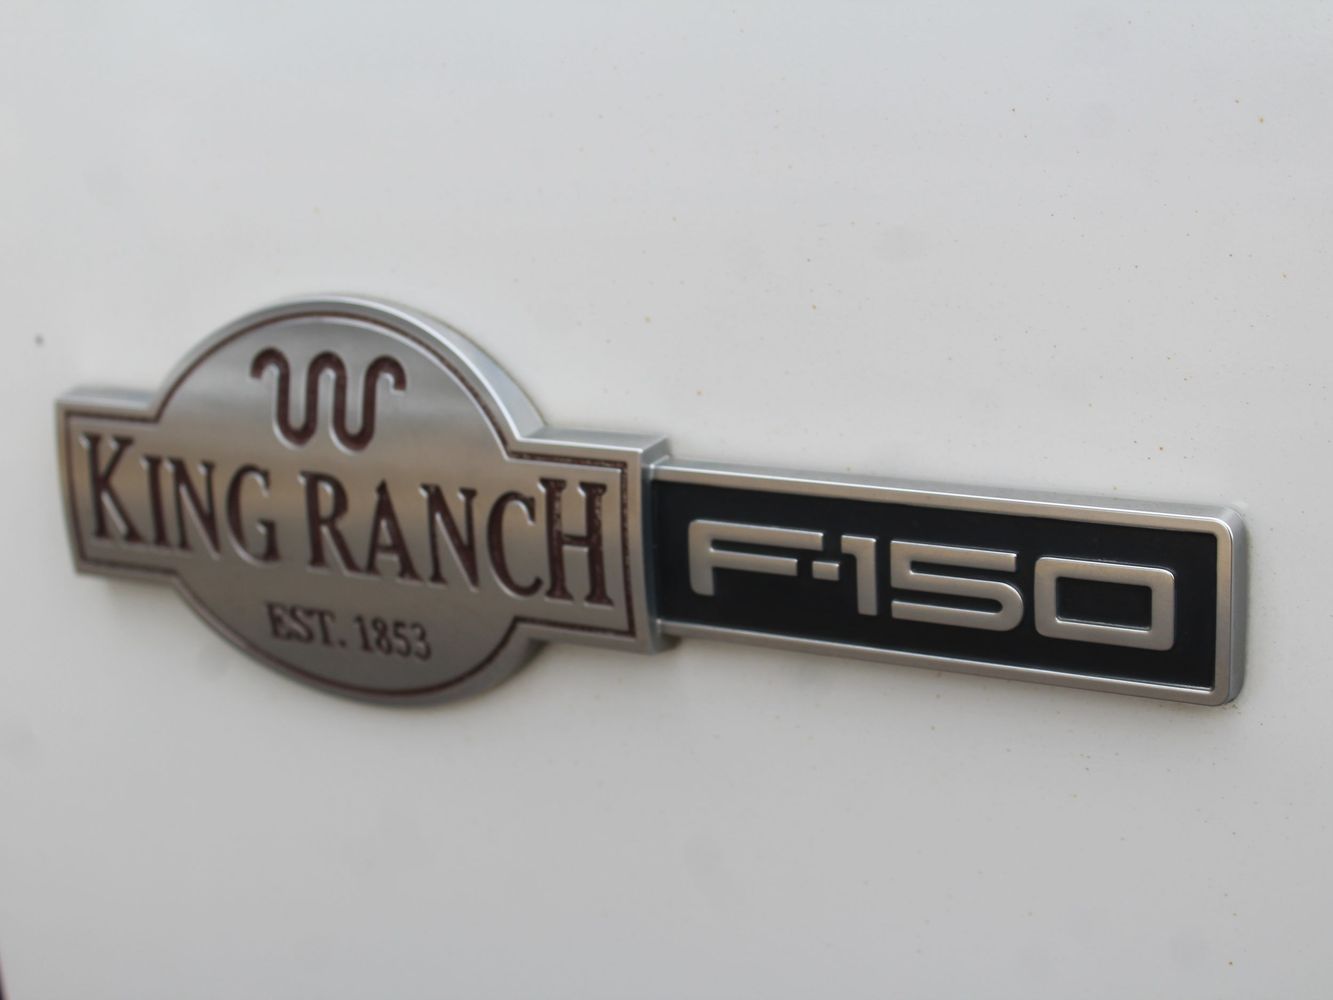 KING RANCH
EST. 1853
F-150